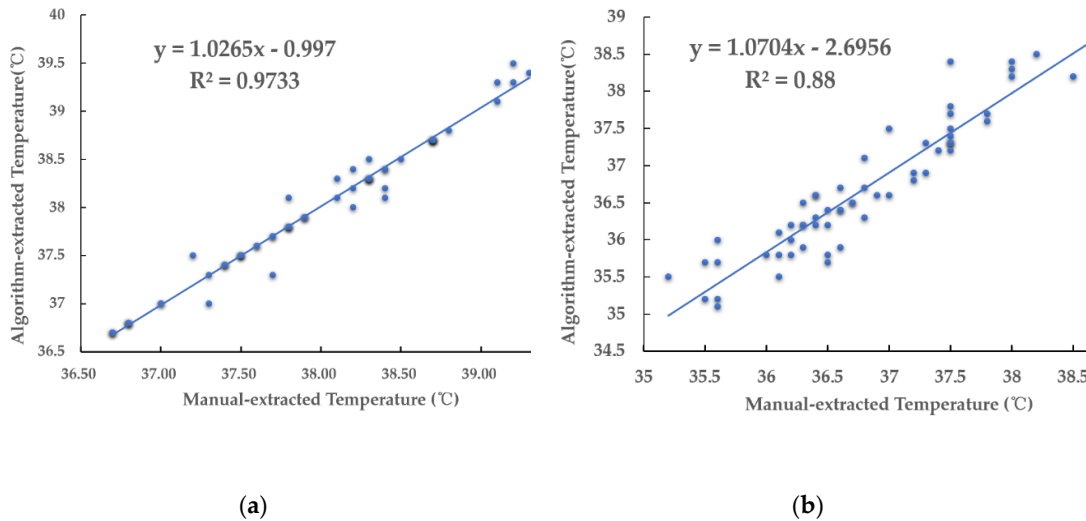 40
39.5
39
38.5
38
37.5
37
36.5
Algorithm-extracted Temperature(℃)
y = 1.0265x - 0.997
R² = 0.9733
36.50 37.00 37.50 38.00 38.50 39.00
Manual-extracted Temperature (℃)
(a)
39
38.5
38
37.5
37
36.5
36
35.5
35
34.5
Algorithm-extracted Temperature (℃)
y = 1.0704x - 2.6956
R² = 0.88
35 35.5 36 36.5 37 37.5 38 38.5
Manual-extracted Temperature (℃)
(b)